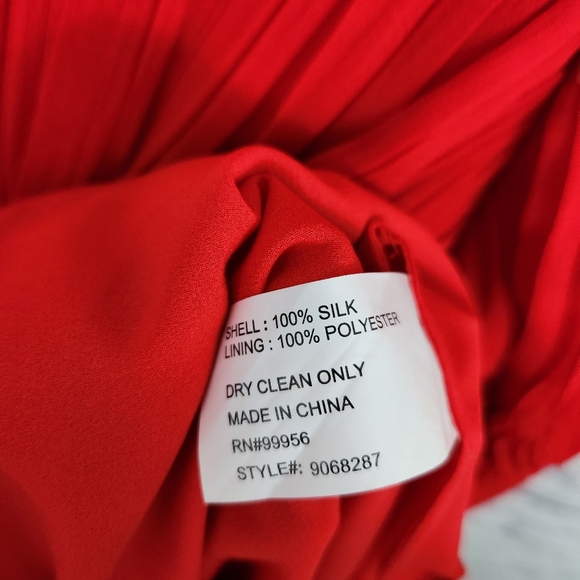 SHELL : 100% SILK
LINING : 100% POLYESTER
DRY CLEAN ONLY
MADE IN CHINA
RN#99956
STYLE#: 9068287